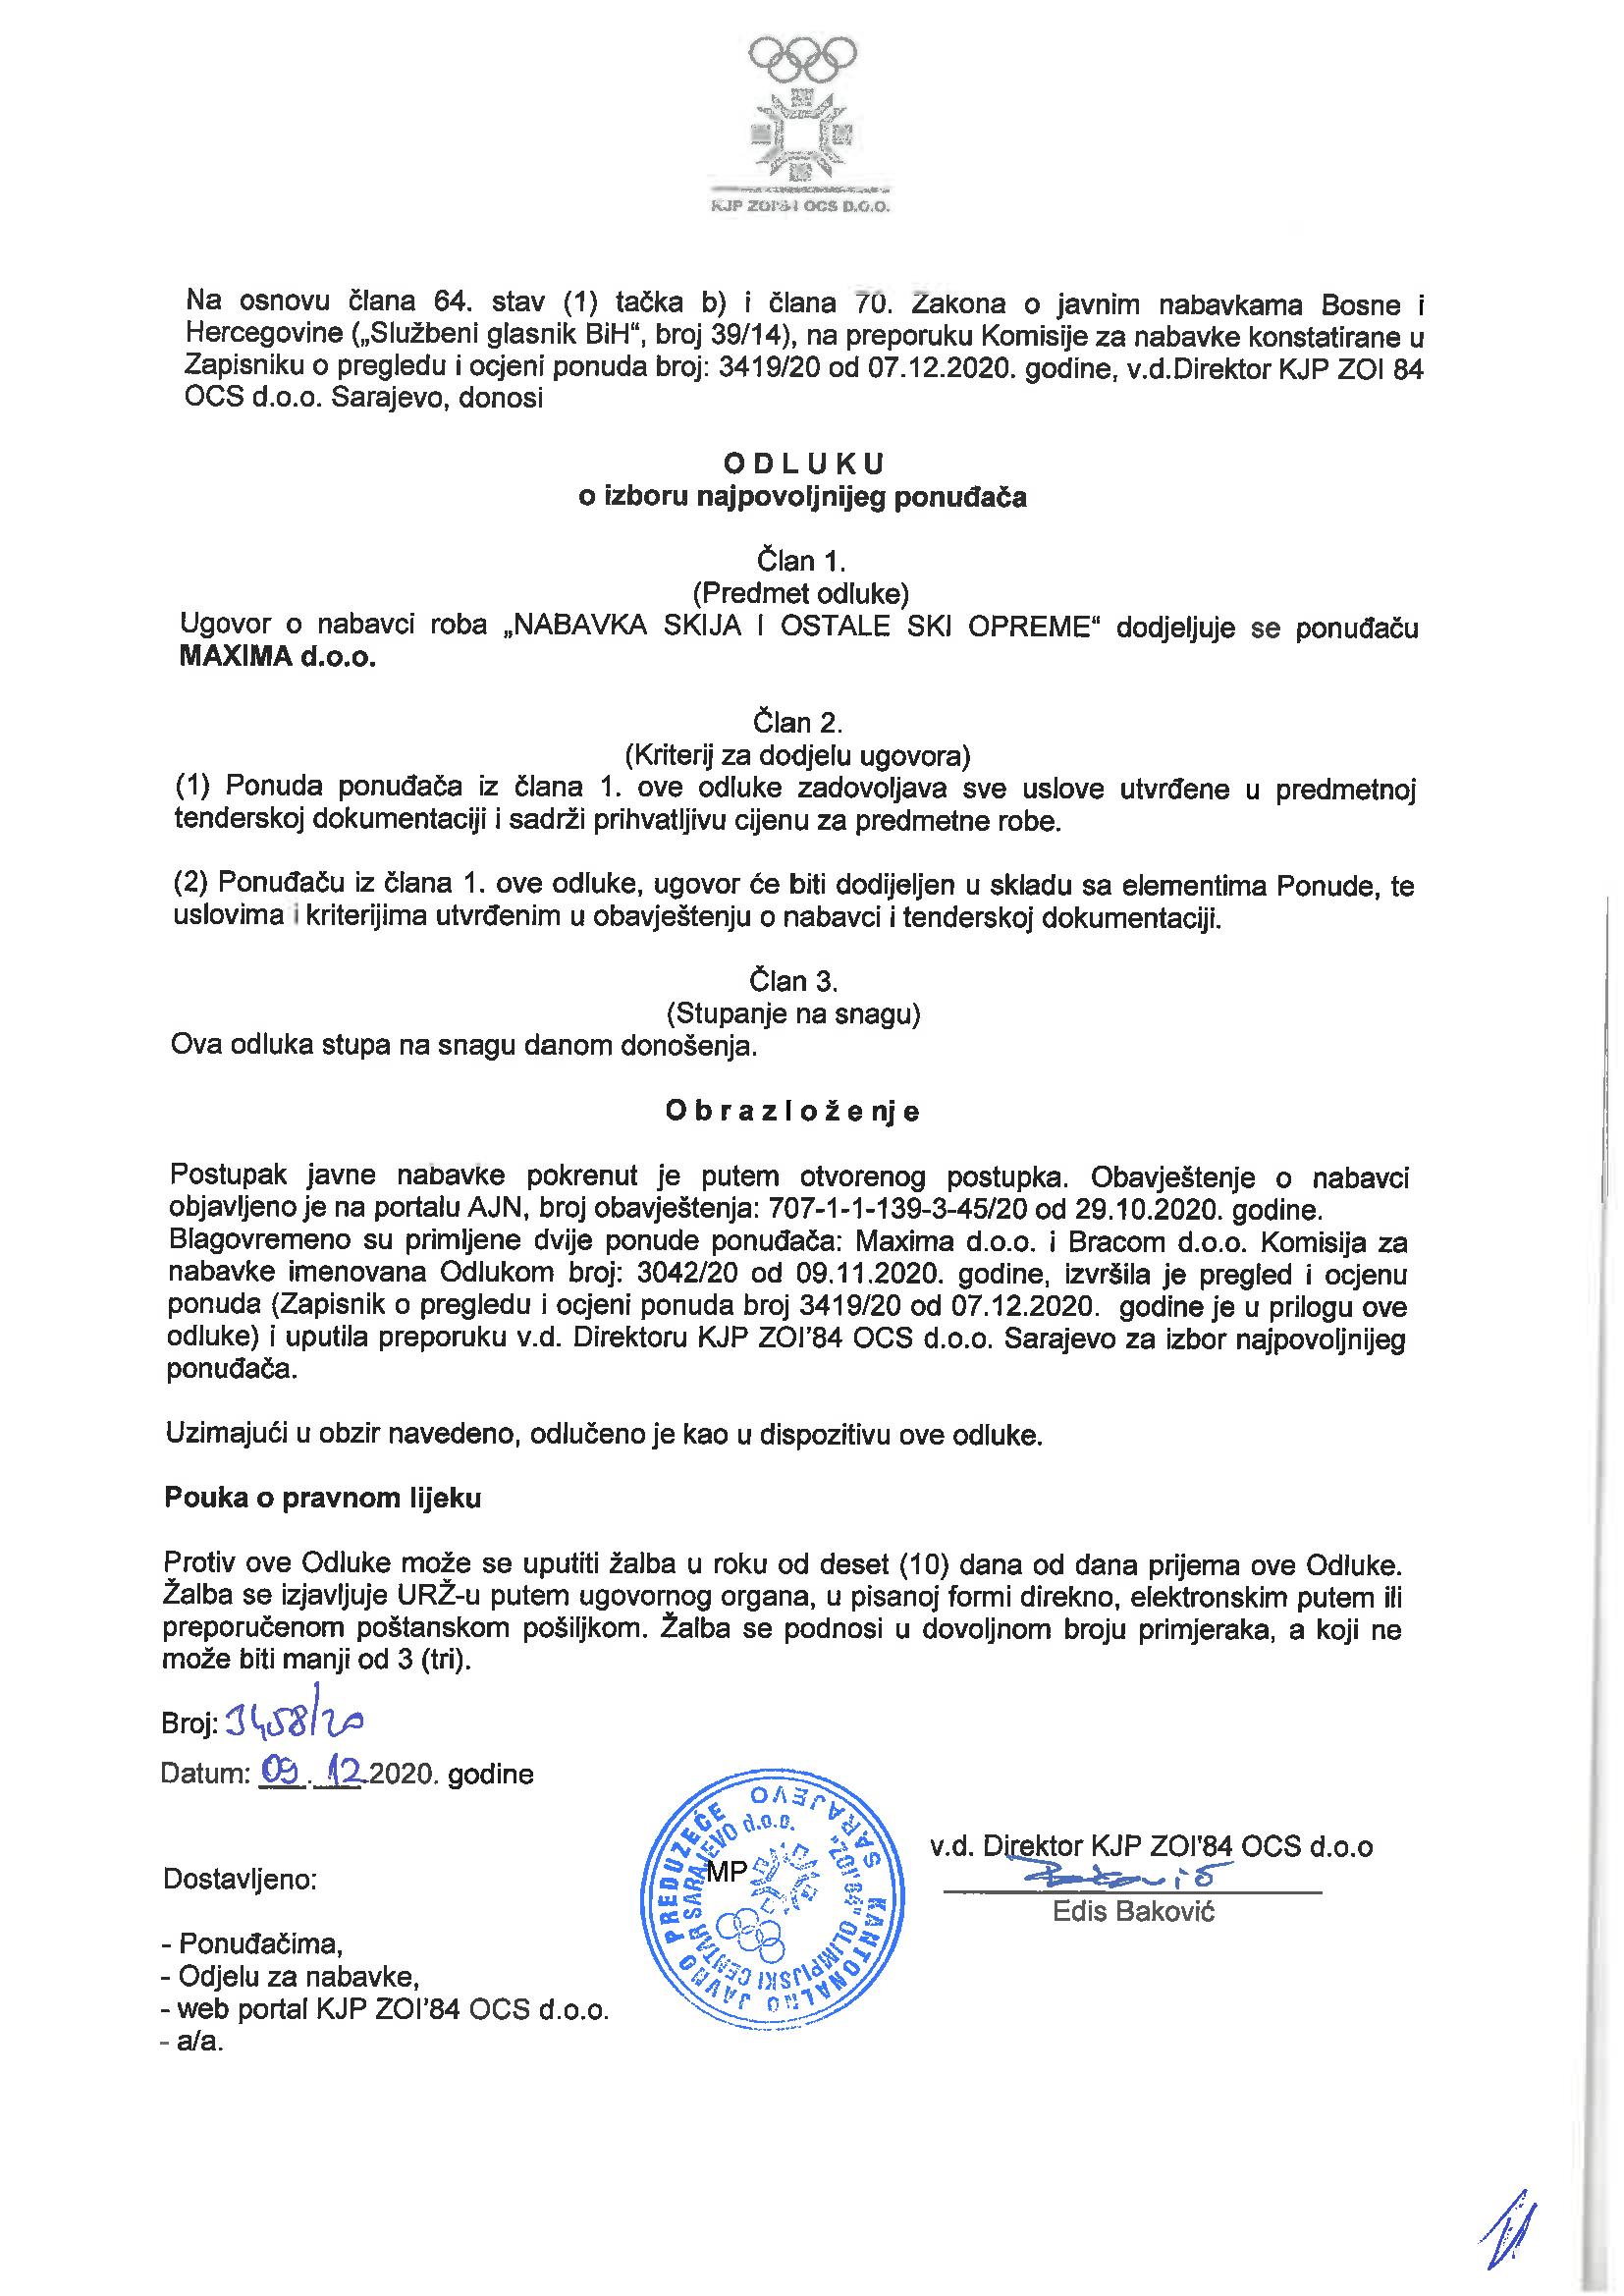 KJP ZOI'84 OCS D.O.O.
Na osnovu člana 64. stav (1) tačka b) i člana 70. Zakona o javnim nabavkama Bosne i
Hercegovine („Službeni glasnik BiH“, broj 39/14), na preporuku Komisije za nabavke konstatirane u
Zapisniku o pregledu i ocjeni ponuda broj: 3419/20 od 07.12.2020. godine, v.d.Direktor KJP ZOI 84
OCS d.o.o. Sarajevo, donosi
O D L U K U
o izboru najpovoljnijeg ponuđača
Član 1.
(Predmet odluke)
Ugovor o nabavci roba „NABAVKA SKIJA I OSTALE SKI OPREME“ dodjeljuje se ponuđaču
MAXIMA d.o.o.
Član 2.
(Kriterij za dodjelu ugovora)
(1) Ponuda ponuđača iz člana 1. ove odluke zadovoljava sve uslove utvrđene u predmetnoj
tenderskoj dokumentaciji i sadrži prihvatljivu cijenu za predmetne robe.
(2) Ponuđaču iz člana 1. ove odluke, ugovor će biti dodijeljen u skladu sa elementima Ponude, te
uslovima i kriterijima utvrđenim u obavještenju o nabavci i tenderskoj dokumentaciji.
Član 3.
(Stupanje na snagu)
Ova odluka stupa na snagu danom donošenja.
O b r a z l o ž e nj e
Postupak javne nabavke pokrenut je putem otvorenog postupka. Obavještenje o nabavci
objavljeno je na portalu AJN, broj obavještenja: 707-1-1-139-3-45/20 od 29.10.2020. godine.
Blagovremeno su primljene dvije ponude ponuđača: Maxima d.o.o. i Bracom d.o.o. Komisija za
nabavke imenovana Odlukom broj: 3042/20 od 09.11.2020. godine, izvršila je pregled i ocjenu
ponuda (Zapisnik o pregledu i ocjeni ponuda broj 3419/20 od 07.12.2020. godine je u prilogu ove
odluke) i uputila preporuku v.d. Direktoru KJP ZOI'84 OCS d.o.o. Sarajevo za izbor najpovoljnijeg
ponuđača.
Uzimajući u obzir navedeno, odlučeno je kao u dispozitivu ove odluke.
Pouka o pravnom lijeku
Protiv ove Odluke može se uputiti žalba u roku od deset (10) dana od dana prijema ove Odluke.
Žalba se izjavljuje URŽ-u putem ugovornog organa, u pisanoj formi direkno, elektronskim putem ili
preporučenom poštanskom pošiljkom. Žalba se podnosi u dovoljnom broju primjeraka, a koji ne
može biti manji od 3 (tri).
Broj: 3458/20
Datum: 09.12.2020. godine
KANTONALNO JAVNO PREDUZEĆE SARAJEVO
"ZOI'84" OLIMPIJSKI CENTAR SARAJEVO d.o.o.
MP
v.d. Direktor KJP ZOI'84 OCS d.o.o
Edis Baković
Dostavljeno:
- Ponuđačima,
- Odjelu za nabavke,
- web portal KJP ZOI'84 OCS d.o.o.
- a/a.